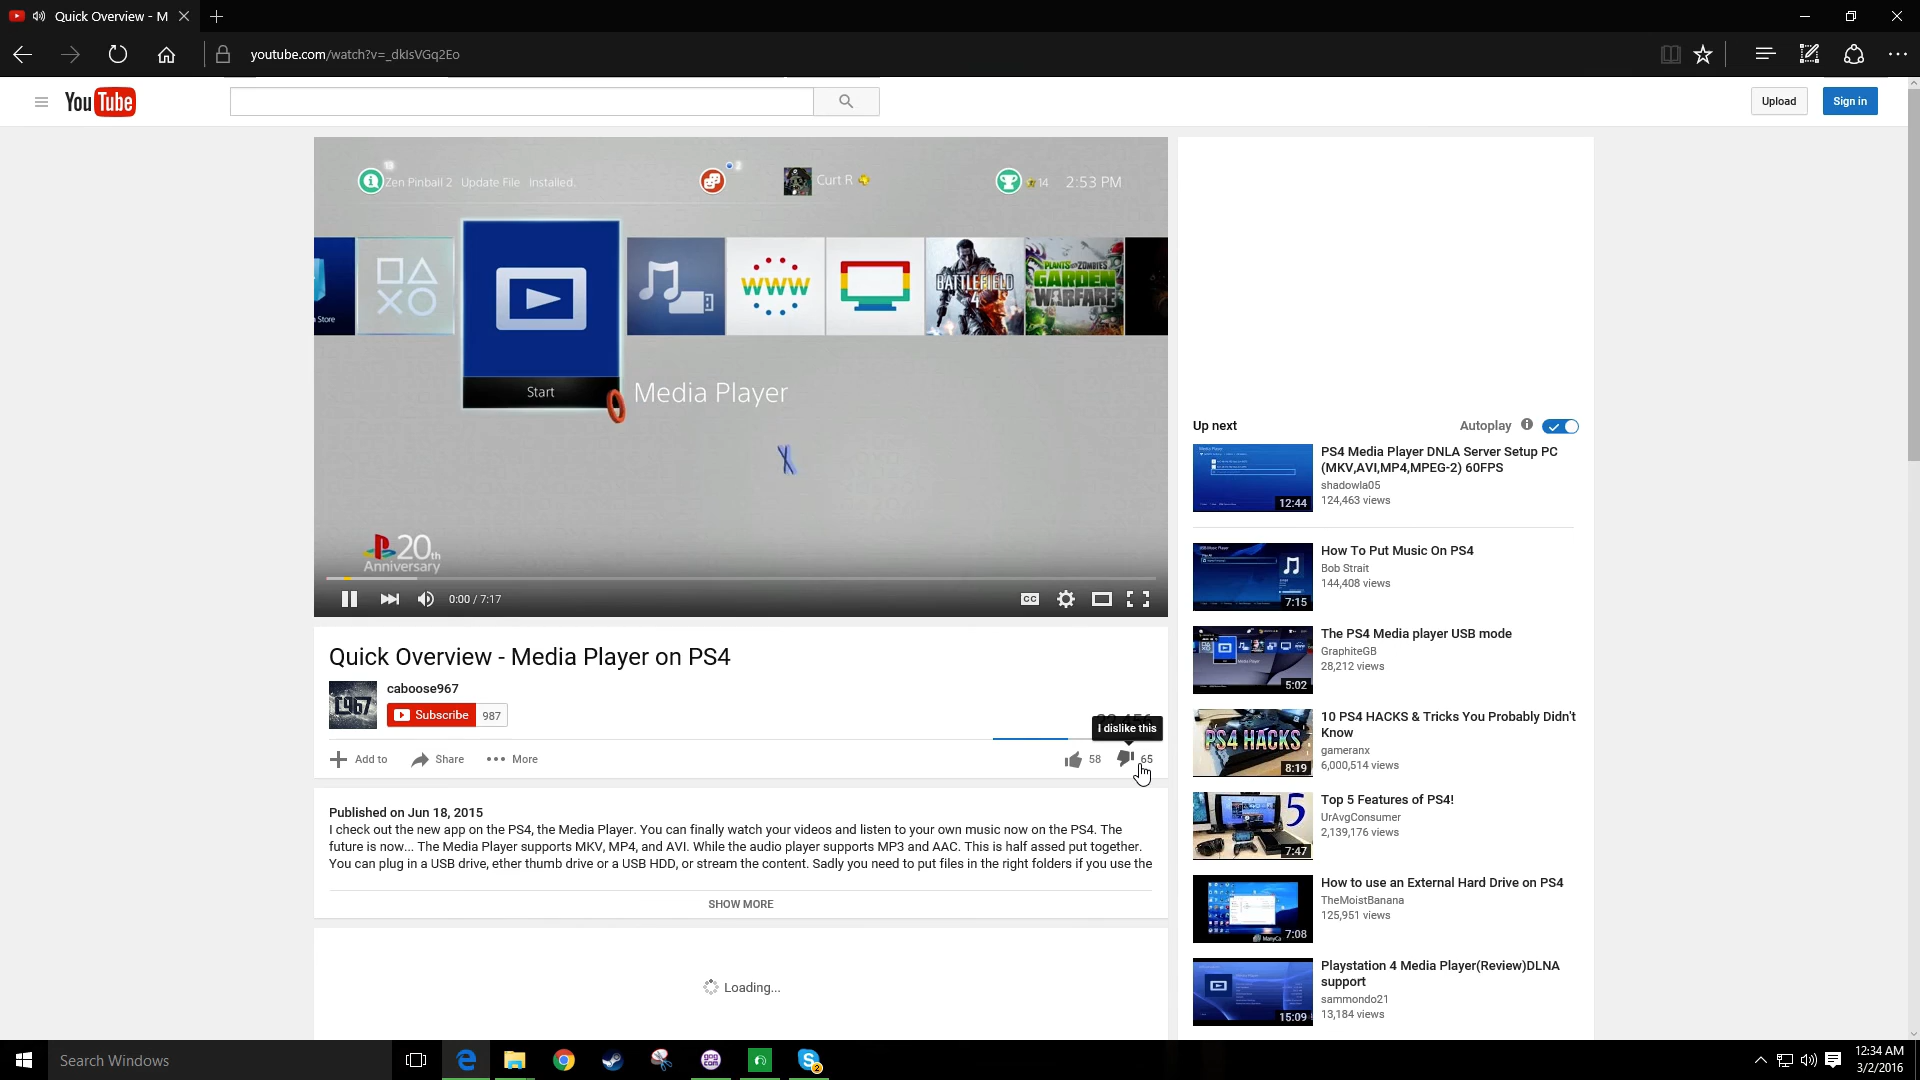 Quick Overview - M
youtube.com/watch?v=_dklsVGq2Eo
YouTube
Upload
Sign in
Zen Pinball 2 Update File Installed.
Curt R
14
2:53 PM
Store
WWW
BATTLEFIELD 4
PLANTS VS ZOMBIES GARDEN WARFARE
Start
Media Player
20th
Anniversary
0:00 / 7:17
CC
Quick Overview - Media Player on PS4
caboose967
C967
Subscribe
987
I dislike this
Add to
Share
More
58
65
Published on Jun 18, 2015
I check out the new app on the PS4, the Media Player. You can finally watch your videos and listen to your own music now on the PS4. The
future is now... The Media Player supports MKV, MP4, and AVI. While the audio player supports MP3 and AAC. This is half assed put together.
You can plug in a USB drive, ether thumb drive or a USB HDD, or stream the content. Sadly you need to put files in the right folders if you use the
SHOW MORE
Loading...
Up next
Autoplay
PS4 Media Player DNLA Server Setup PC
(MKV,AVI,MP4,MPEG-2) 60FPS
shadowla05
124,463 views
12:44
How To Put Music On PS4
Bob Strait
144,408 views
7:15
The PS4 Media player USB mode
GraphiteGB
28,212 views
5:02
10 PS4 HACKS & Tricks You Probably Didn't
Know
gameranx
6,000,514 views
PS4 HACKS
8:19
Top 5 Features of PS4!
UrAvgConsumer
2,139,176 views
5
7:47
How to use an External Hard Drive on PS4
TheMoistBanana
125,951 views
ManyCa
7:08
Playstation 4 Media Player(Review)DLNA
support
sammondo21
13,184 views
15:09
Search Windows
gpg
com
2
12:34 AM
3/2/2016